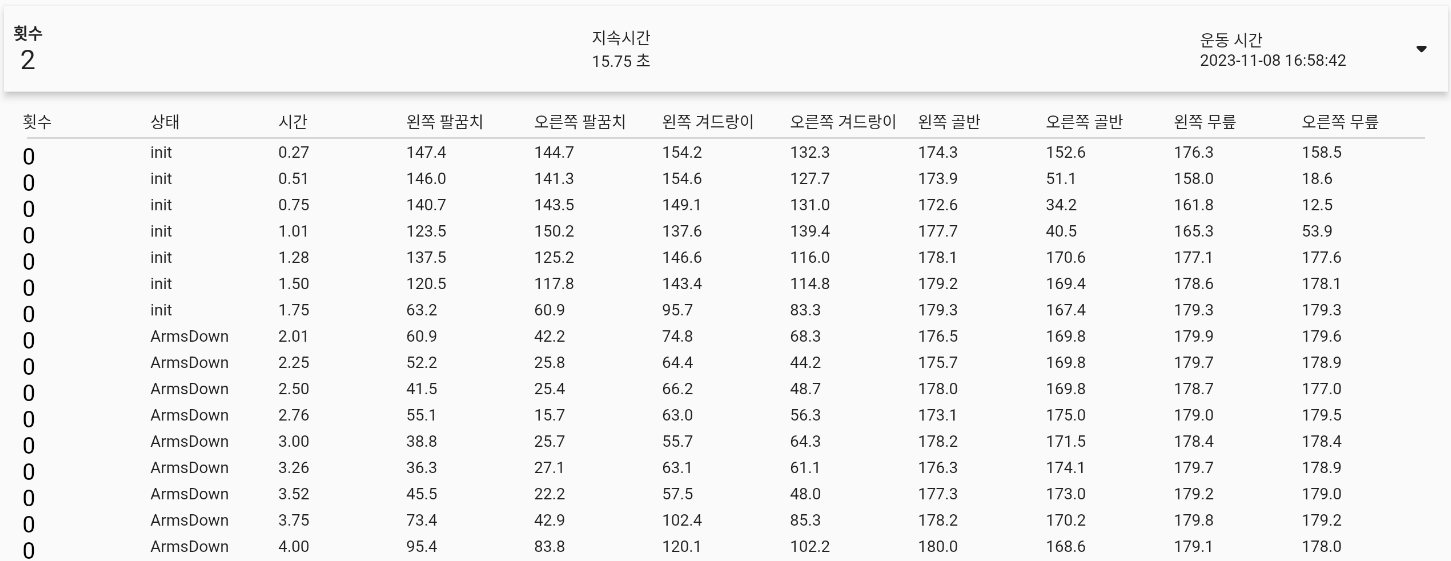 횟수 지속시간 운동 시간
2 15.75 초 2023-11-08 16:58:42
횟수 상태 시간 왼쪽 팔꿈치 오른쪽 팔꿈치 왼쪽 겨드랑이 오른쪽 겨드랑이 왼쪽 골반 오른쪽 골반 왼쪽 무릎 오른쪽 무릎
0 init 0.27 147.4 144.7 154.2 132.3 174.3 152.6 176.3 158.5
0 init 0.51 146.0 141.3 154.6 127.7 173.9 51.1 158.0 18.6
0 init 0.75 140.7 143.5 149.1 131.0 172.6 34.2 161.8 12.5
0 init 1.01 123.5 150.2 137.6 139.4 177.7 40.5 165.3 53.9
0 init 1.28 137.5 125.2 146.6 116.0 178.1 170.6 177.1 177.6
0 init 1.50 120.5 117.8 143.4 114.8 179.2 169.4 178.6 178.1
0 init 1.75 63.2 60.9 95.7 83.3 179.3 167.4 179.3 179.3
0 ArmsDown 2.01 60.9 42.2 74.8 68.3 176.5 169.8 179.9 179.6
0 ArmsDown 2.25 52.2 25.8 64.4 44.2 175.7 169.8 179.7 178.9
0 ArmsDown 2.50 41.5 25.4 66.2 48.7 178.0 169.8 178.7 177.0
0 ArmsDown 2.76 55.1 15.7 63.0 56.3 173.1 175.0 179.0 179.5
0 ArmsDown 3.00 38.8 25.7 55.7 64.3 178.2 171.5 178.4 178.4
0 ArmsDown 3.26 36.3 27.1 63.1 61.1 176.3 174.1 179.7 178.9
0 ArmsDown 3.52 45.5 22.2 57.5 48.0 177.3 173.0 179.2 179.0
0 ArmsDown 3.75 73.4 42.9 102.4 85.3 178.2 170.2 179.8 179.2
0 ArmsDown 4.00 95.4 83.8 120.1 102.2 180.0 168.6 179.1 178.0